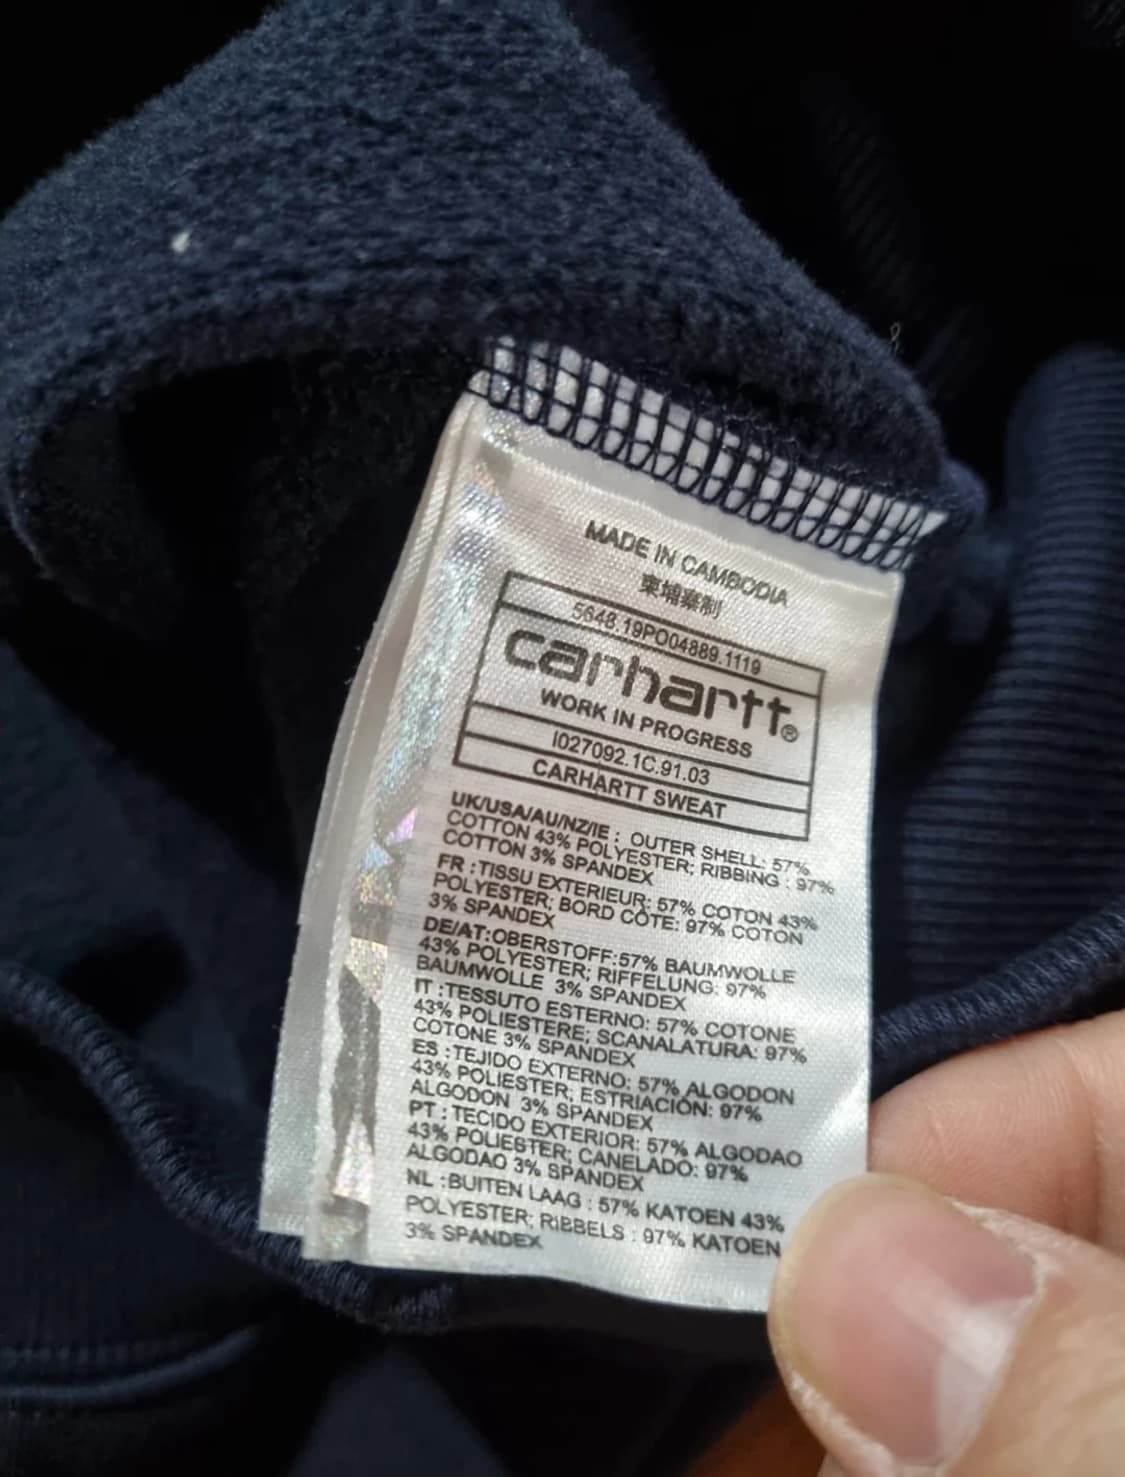 MADE IN CAMBODIA
柬埔寨制
5648.19PO04889.1119
carhartt®
WORK IN PROGRESS
I027092.1C.91.03
CARHARTT SWEAT
UK/USA/AU/NZ/IE : OUTER SHELL: 57%
COTTON 43% POLYESTER; RIBBING : 97%
COTTON 3% SPANDEX
FR :TISSU EXTERIEUR: 57% COTON 43%
POLYESTER; BORD CÔTE: 97% COTON
3% SPANDEX
DE/AT:OBERSTOFF:57% BAUMWOLLE
43% POLYESTER; RIFFELUNG: 97%
BAUMWOLLE 3% SPANDEX
IT :TESSUTO ESTERNO: 57% COTONE
43% POLIESTERE; SCANALATURA: 97%
COTONE 3% SPANDEX
ES :TEJIDO EXTERNO: 57% ALGODON
43% POLIESTER; ESTRIACIÓN: 97%
ALGODON 3% SPANDEX
PT : TECIDO EXTERIOR: 57% ALGODAO
43% POLIESTER; CANELADO: 97%
ALGODAO 3% SPANDEX
NL :BUITEN LAAG : 57% KATOEN 43%
POLYESTER; RIBBELS : 97% KATOEN
3% SPANDEX